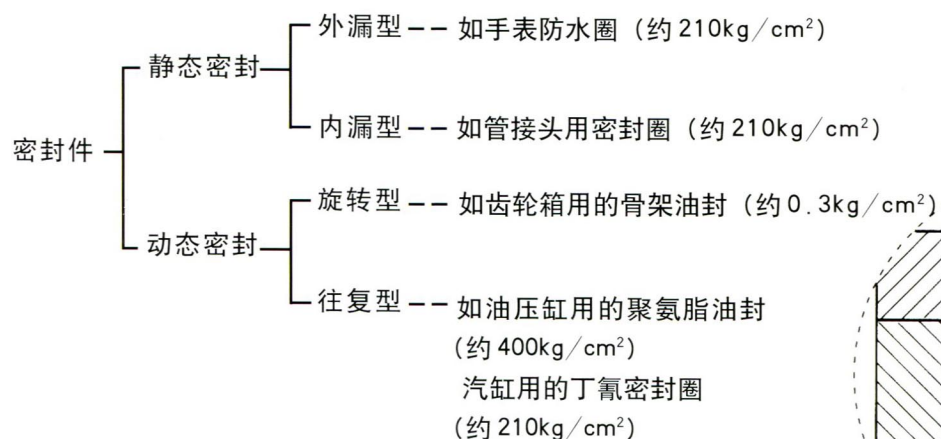 外漏型-- 如手表防水圈（约210kg/cm²）
静态密封
内漏型-- 如管接头用密封圈（约210kg/cm²）
密封件
旋转型-- 如齿轮箱用的骨架油封（约0.3kg/cm²）
动态密封
往复型-- 如油压缸用的聚氨脂油封
（约400kg/cm²）
汽缸用的丁氰密封圈
（约210kg/cm²）